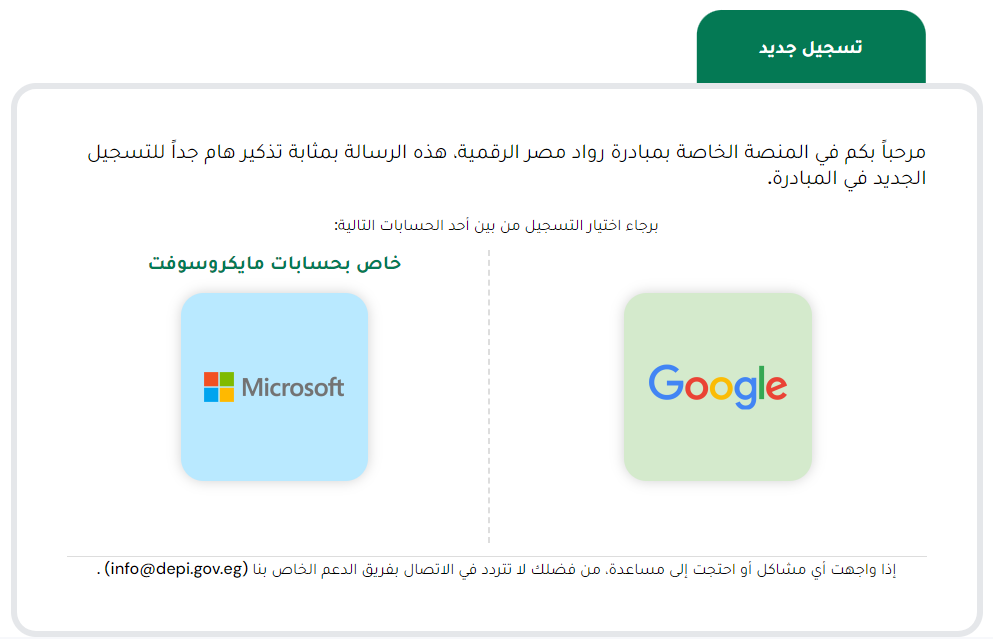 تسجيل جديد
مرحباً بكم في المنصة الخاصة بمبادرة رواد مصر الرقمية، هذه الرسالة بمثابة تذكير هام جداً للتسجيل
الجديد في المبادرة.
برجاء اختيار التسجيل من بين أحد الحسابات التالية:
Google
خاص بحسابات مايكروسوفت
Microsoft
إذا واجهت أي مشاكل أو احتجت إلى مساعدة، من فضلك لا تتردد في الاتصال بفريق الدعم الخاص بنا (info@depi.gov.eg) .